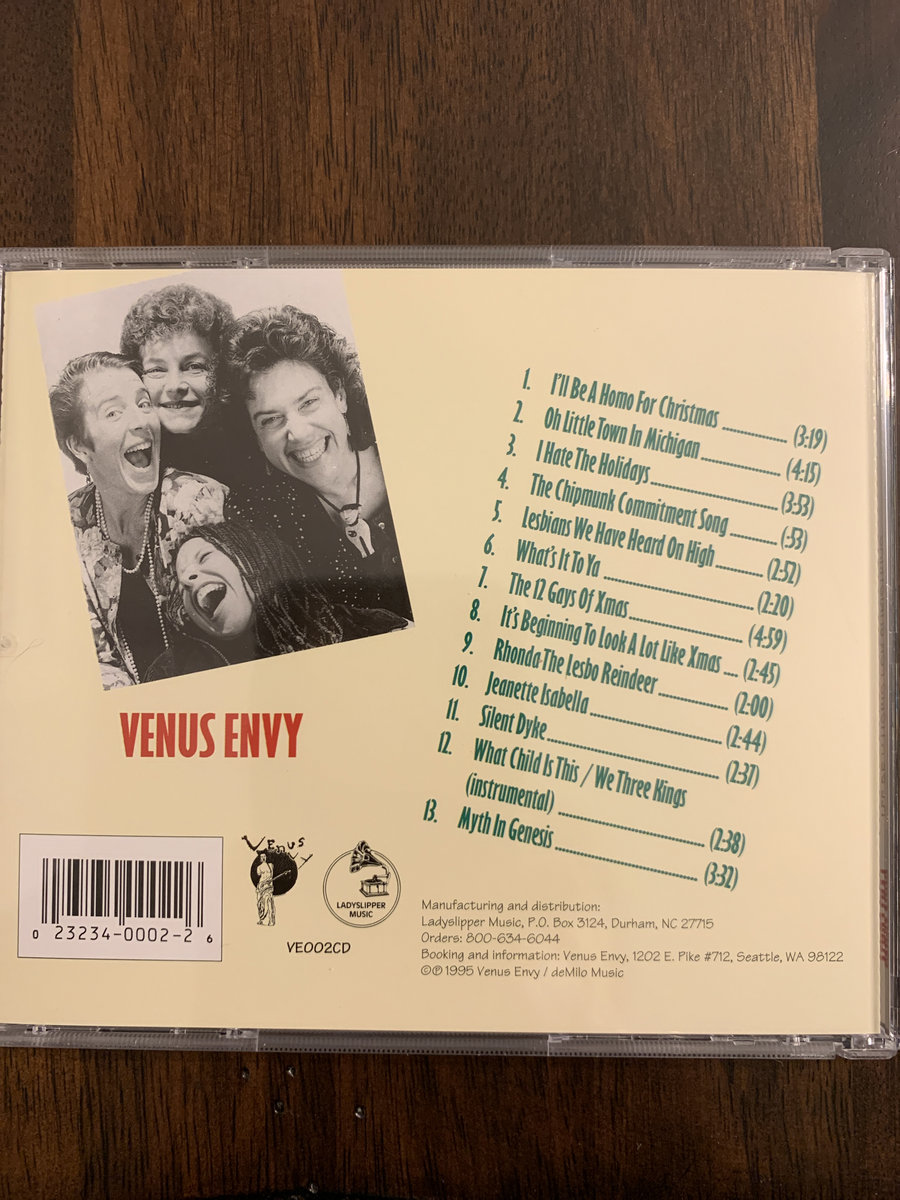 1. I'll Be A Homo For Christmas ............ (3:19)
2. Oh Little Town In Michigan ............ (4:15)
3. I Hate The Holidays ............ (3:53)
4. The Chipmunk Commitment Song ............ (:53)
5. Lesbians We Have Heard On High ............ (2:52)
6. What's It To Ya ............ (2:20)
7. The 12 Gays Of Xmas ............ (4:59)
8. It's Beginning To Look A Lot Like Xmas .... (2:45)
9. Rhonda The Lesbo Reindeer ............ (2:00)
10. Jeanette Isabella ............ (2:44)
11. Silent Dyke ............ (2:37)
12. What Child Is This / We Three Kings
(instrumental) ............ (2:38)
13. Myth In Genesis ............ (3:32)
VENUS ENVY
0 23234-0002-2 6
Venus
LADYSLIPPER
MUSIC
VE002CD
Manufacturing and distribution:
Ladyslipper Music, P.O. Box 3124, Durham, NC 27715
Orders: 800-634-6044
Booking and information: Venus Envy, 1202 E. Pike #712, Seattle, WA 98122
©℗ 1995 Venus Envy / deMilo Music